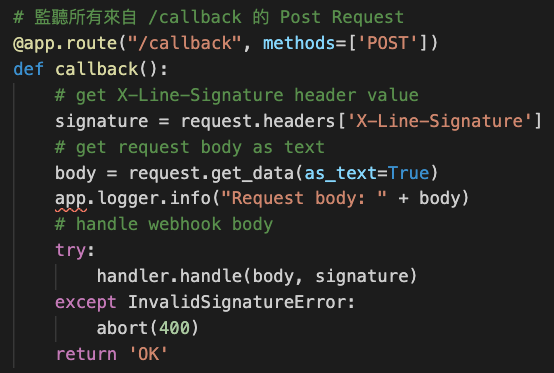 # 監聽所有來自 /callback 的 Post Request
@app.route("/callback", methods=['POST'])
def callback():
    # get X-Line-Signature header value
    signature = request.headers['X-Line-Signature']
    # get request body as text
    body = request.get_data(as_text=True)
    app.logger.info("Request body: " + body)
    # handle webhook body
    try:
        handler.handle(body, signature)
    except InvalidSignatureError:
        abort(400)
    return 'OK'